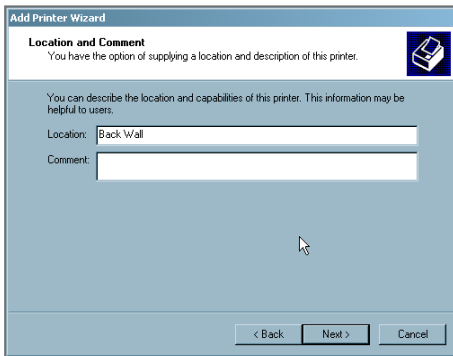 Add Printer Wizard
Location and Comment
You have the option of supplying a location and description of this printer.
You can describe the location and capabilities of this printer. This information may be
helpful to users.
Location: Back Wall
Comment:
< Back Next > Cancel